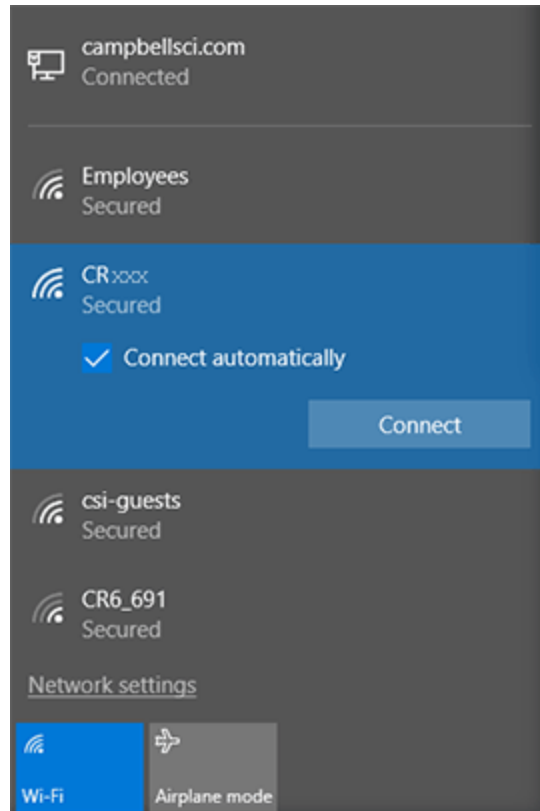 campbellsci.com
Connected
Employees
Secured
CRxxx
Secured
Connect automatically
Connect
csi-guests
Secured
CR6_691
Secured
Network settings
Wi-Fi
Airplane mode